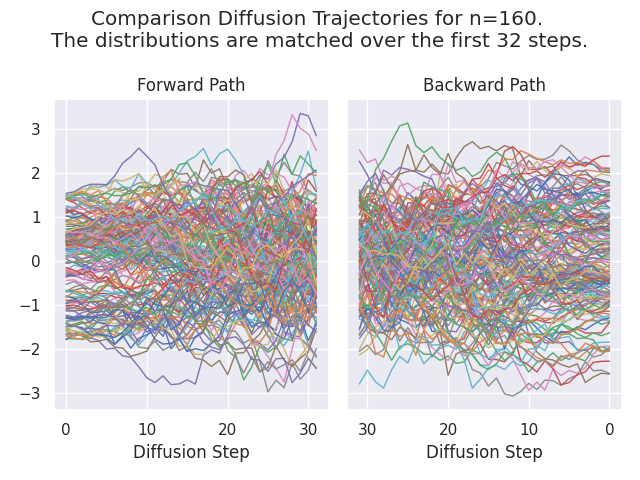 Comparison Diffusion Trajectories for n=160.
The distributions are matched over the first 32 steps.
Forward Path
Backward Path
3
2
1
0
−1
−2
−3
0 10 20 30
30 20 10 0
Diffusion Step
Diffusion Step